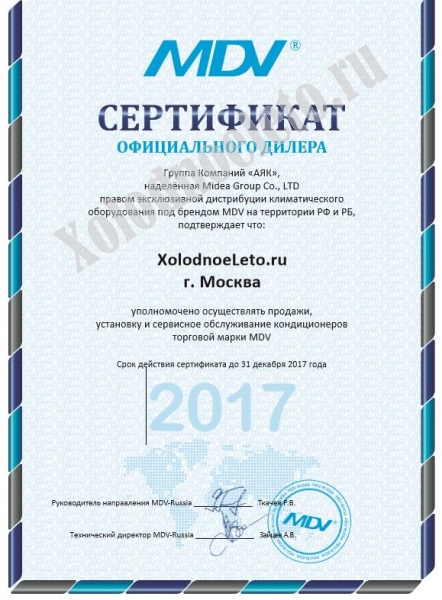 MDV®
СЕРТИФИКАТ
ОФИЦИАЛЬНОГО ДИЛЕРА
Группа Компаний «АЯК»,
наделённая Midea Group Co., LTD
правом эксклюзивной дистрибуции климатического
оборудования под брендом MDV на территории РФ и РБ,
подтверждает что:
XolodnoeLeto.ru
г. Москва
уполномочено осуществлять продажи,
установку и сервисное обслуживание кондиционеров
торговой марки MDV
Срок действия сертификата до 31 декабря 2017 года
2017
Руководитель направления MDV-Russia Ткачев Р.В.
Технический директор MDV-Russia Зайцев А.В.
MDV
Xolodnoeleto.ru